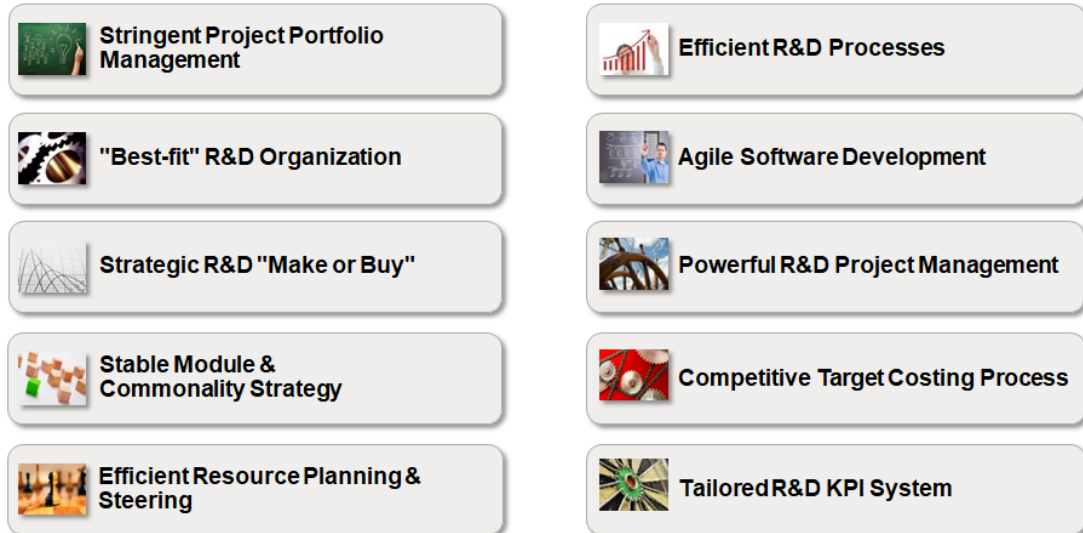 Stringent Project Portfolio
Management
"Best-fit" R&D Organization
Strategic R&D "Make or Buy"
Stable Module &
Commonality Strategy
Efficient Resource Planning &
Steering
Efficient R&D Processes
Agile Software Development
Powerful R&D Project Management
Competitive Target Costing Process
Tailored R&D KPI System